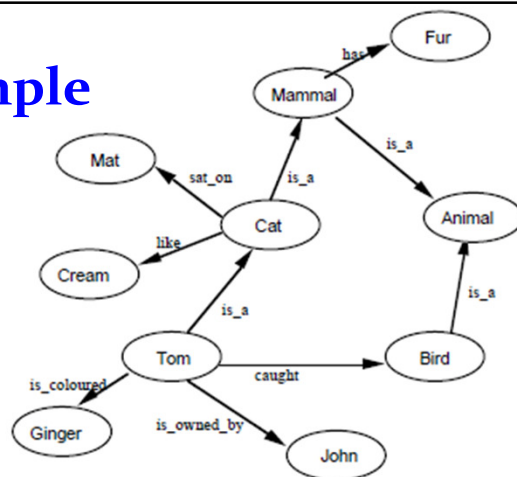 nple
Fur
has
Mammal
Mat
is_a
sat_on
is_a
Cat
Animal
like
Cream
is_a
is_a
Tom
Bird
caught
is_coloured
is_owned_by
Ginger
John